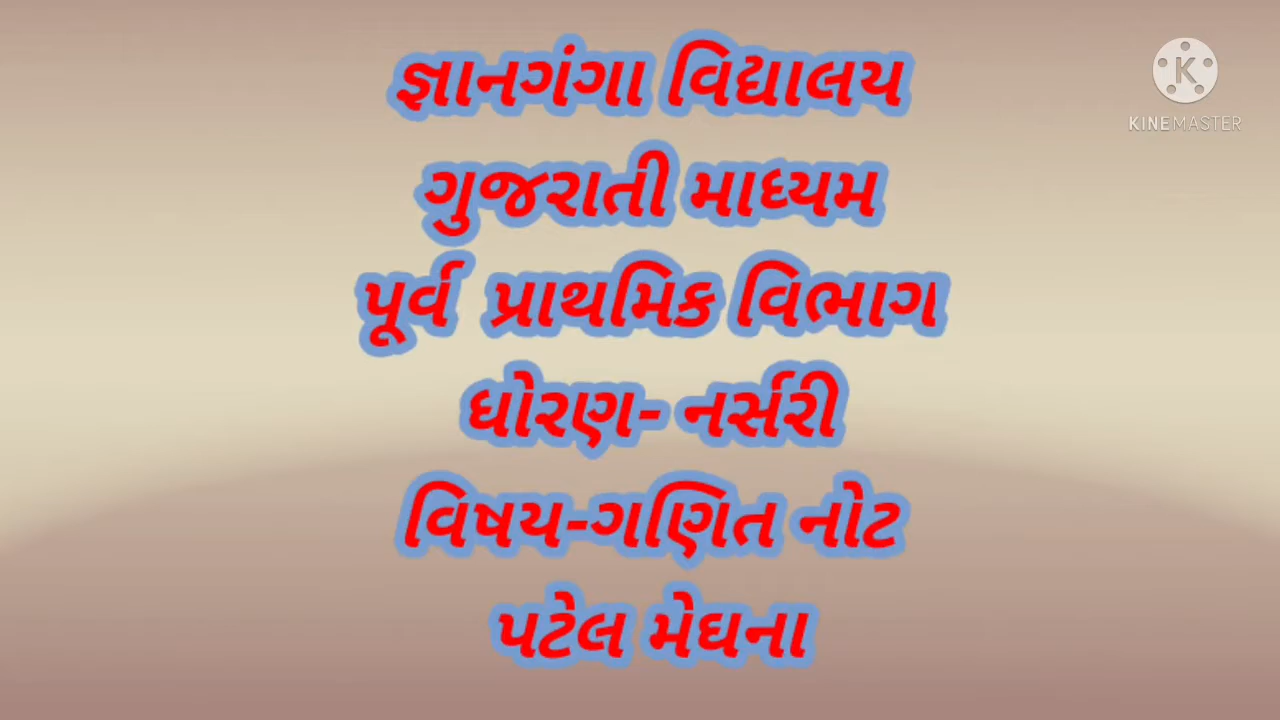 જ્ઞાનગંગા વિદ્યાલય
ગુજરાતી માધ્યમ
પૂર્વ પ્રાથમિક વિભાગ
ધોરણ- નર્સરી
વિષય-ગણિત નોટ
પટેલ મેઘના
K
KINEMASTER